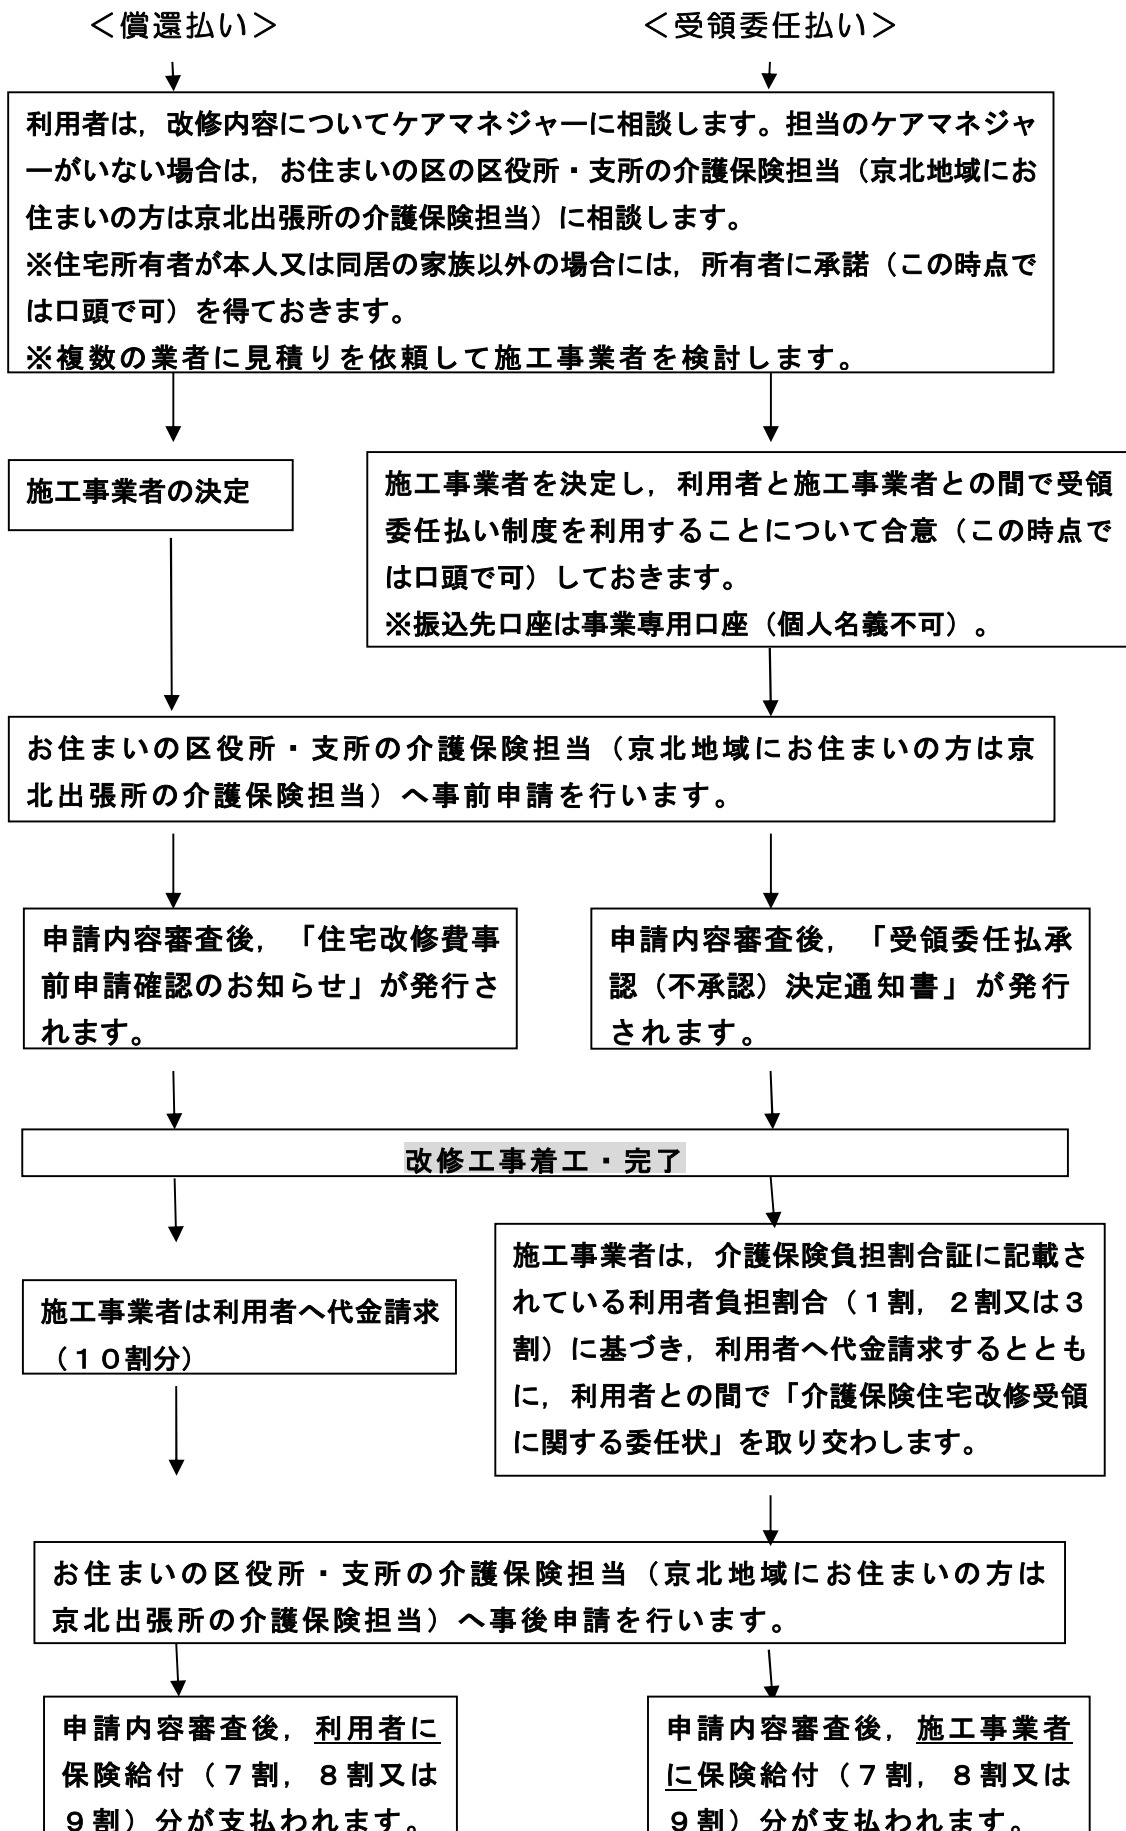 ＜償還払い＞
＜受領委任払い＞
利用者は，改修内容についてケアマネジャーに相談します。担当のケアマネジャ
ーがいない場合は，お住まいの区の区役所・支所の介護保険担当（京北地域にお
住まいの方は京北出張所の介護保険担当）に相談します。
※住宅所有者が本人又は同居の家族以外の場合には，所有者に承諾（この時点で
は口頭で可）を得ておきます。
※複数の業者に見積りを依頼して施工事業者を検討します。
施工事業者の決定
施工事業者を決定し，利用者と施工事業者との間で受領
委任払い制度を利用することについて合意（この時点で
は口頭で可）しておきます。
※振込先口座は事業専用口座（個人名義不可）。
お住まいの区役所・支所の介護保険担当（京北地域にお住まいの方は京
北出張所の介護保険担当）へ事前申請を行います。
申請内容審査後，「住宅改修費事
前申請確認のお知らせ」が発行さ
れます。
申請内容審査後，「受領委任払承
認（不承認）決定通知書」が発行
されます。
改修工事着工・完了
施工事業者は利用者へ代金請求
（１０割分）
施工事業者は，介護保険負担割合証に記載さ
れている利用者負担割合（１割，２割又は３
割）に基づき，利用者へ代金請求するととも
に，利用者との間で「介護保険住宅改修受領
に関する委任状」を取り交わします。
お住まいの区役所・支所の介護保険担当（京北地域にお住まいの方は
京北出張所の介護保険担当）へ事後申請を行います。
申請内容審査後，利用者に
保険給付（７割，８割又は
９割）分が支払われます。
申請内容審査後，施工事業者
に保険給付（７割，８割又は
９割）分が支払われます。